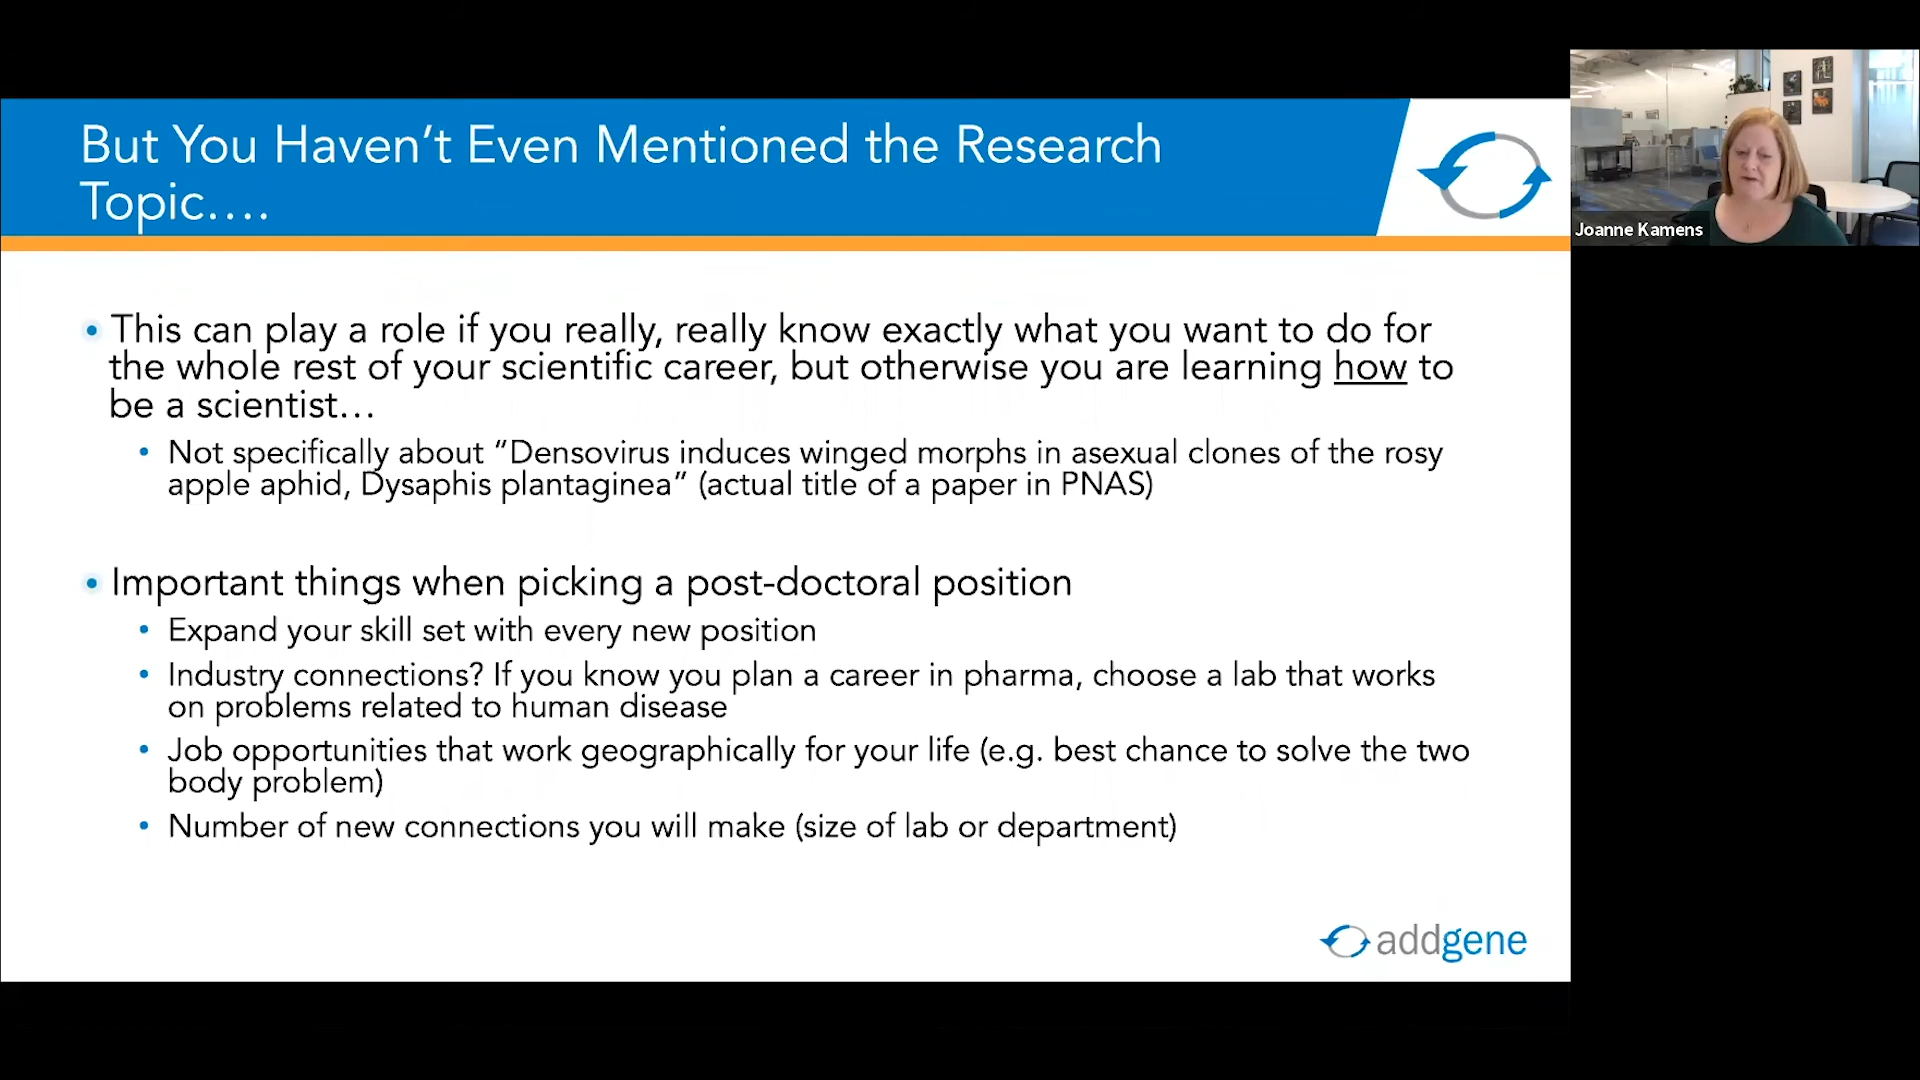 But You Haven’t Even Mentioned the Research
Topic….
Joanne Kamens
• This can play a role if you really, really know exactly what you want to do for
the whole rest of your scientific career, but otherwise you are learning how to
be a scientist…
• Not specifically about “Densovirus induces winged morphs in asexual clones of the rosy
apple aphid, Dysaphis plantaginea” (actual title of a paper in PNAS)
• Important things when picking a post-doctoral position
• Expand your skill set with every new position
• Industry connections? If you know you plan a career in pharma, choose a lab that works
on problems related to human disease
• Job opportunities that work geographically for your life (e.g. best chance to solve the two
body problem)
• Number of new connections you will make (size of lab or department)
addgene